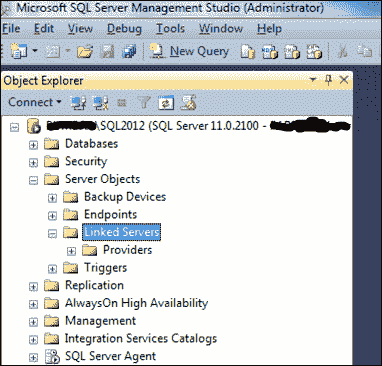 Microsoft SQL Server Management Studio (Administrator)
File Edit View Debug Tools Window Help
New Query
Object Explorer
Connect
\SQL2012 (SQL Server 11.0.2100 -
Databases
Security
Server Objects
Backup Devices
Endpoints
Linked Servers
Providers
Triggers
Replication
AlwaysOn High Availability
Management
Integration Services Catalogs
SQL Server Agent